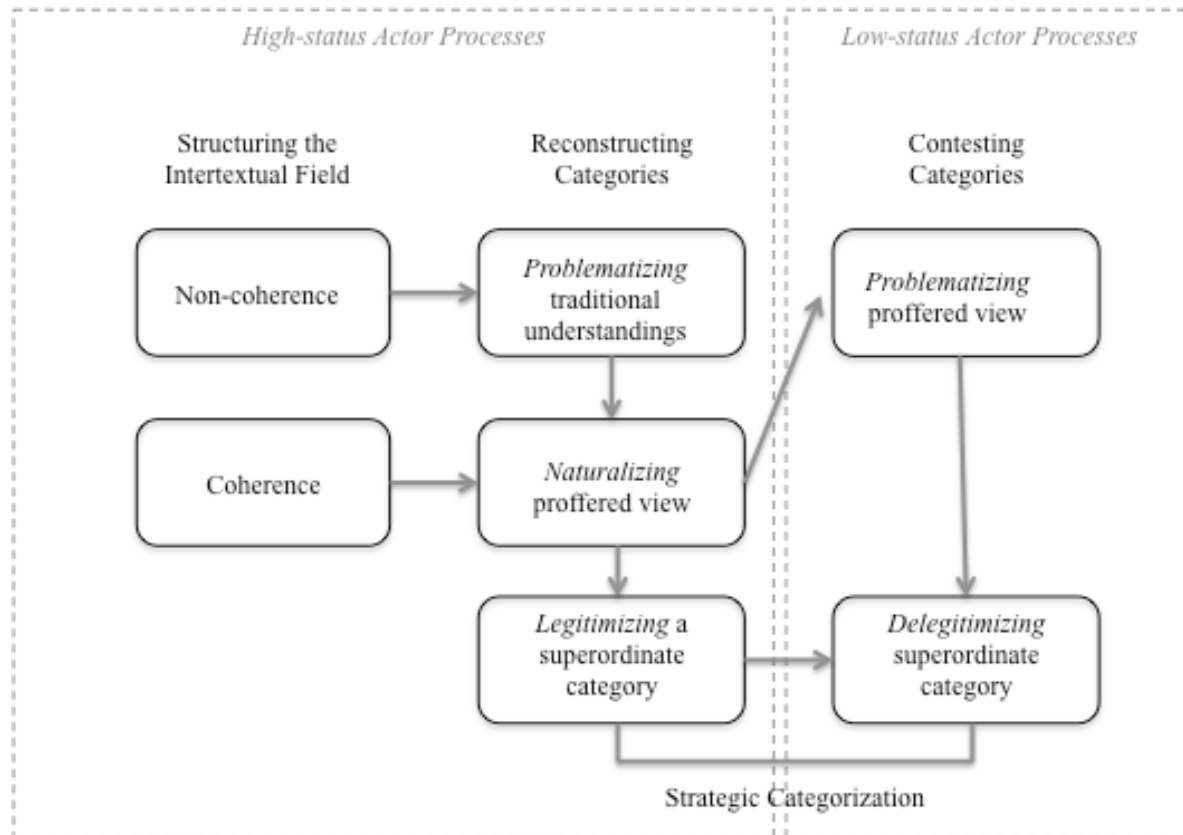 High-status Actor Processes
Low-status Actor Processes
Structuring the
Intertextual Field
Reconstructing
Categories
Contesting
Categories
Non-coherence
Problematizing
traditional
understandings
Problematizing
proffered view
Coherence
Naturalizing
proffered view
Legitimizing a
superordinate
category
Delegitimizing
superordinate
category
Strategic Categorization